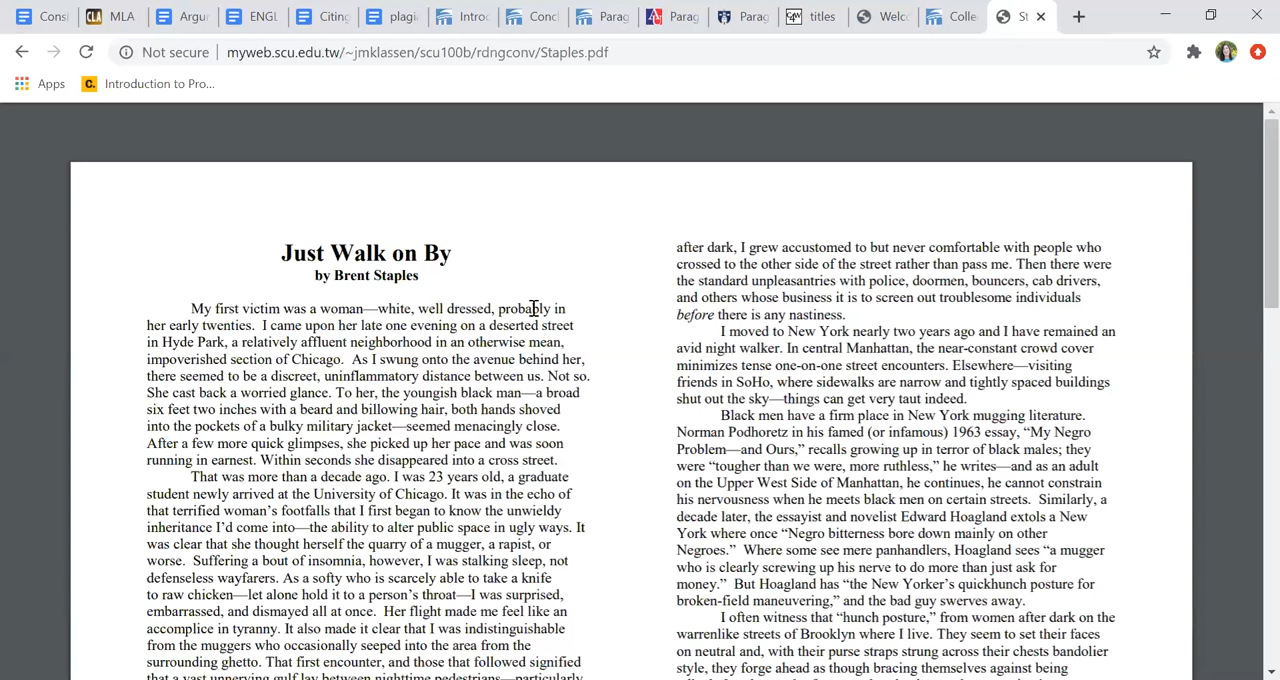 Const
MLA
Argu
ENGL
Citing
plagi
Introc
Conc
Parag
Parag
Parag
titles
Welc
Colle
St
Not secure
myweb.scu.edu.tw/~jmklassen/scu100b/rdngconv/Staples.pdf
Apps
Introduction to Pro...
Just Walk on By
by Brent Staples
My first victim was a woman—white, well dressed, probably in
her early twenties. I came upon her late one evening on a deserted street
in Hyde Park, a relatively affluent neighborhood in an otherwise mean,
impoverished section of Chicago. As I swung onto the avenue behind her,
there seemed to be a discreet, uninflammatory distance between us. Not so.
She cast back a worried glance. To her, the youngish black man—a broad
six feet two inches with a beard and billowing hair, both hands shoved
into the pockets of a bulky military jacket—seemed menacingly close.
After a few more quick glimpses, she picked up her pace and was soon
running in earnest. Within seconds she disappeared into a cross street.
That was more than a decade ago. I was 23 years old, a graduate
student newly arrived at the University of Chicago. It was in the echo of
that terrified woman's footfalls that I first began to know the unwieldy
inheritance I'd come into—the ability to alter public space in ugly ways. It
was clear that she thought herself the quarry of a mugger, a rapist, or
worse. Suffering a bout of insomnia, however, I was stalking sleep, not
defenseless wayfarers. As a softy who is scarcely able to take a knife
to raw chicken—let alone hold it to a person's throat—I was surprised,
embarrassed, and dismayed all at once. Her flight made me feel like an
accomplice in tyranny. It also made it clear that I was indistinguishable
from the muggers who occasionally seeped into the area from the
surrounding ghetto. That first encounter, and those that followed signified
that a vast unnerving gulf lay between nighttime pedestrians—particularly
after dark, I grew accustomed to but never comfortable with people who
crossed to the other side of the street rather than pass me. Then there were
the standard unpleasantries with police, doormen, bouncers, cab drivers,
and others whose business it is to screen out troublesome individuals
before there is any nastiness.
I moved to New York nearly two years ago and I have remained an
avid night walker. In central Manhattan, the near-constant crowd cover
minimizes tense one-on-one street encounters. Elsewhere—visiting
friends in SoHo, where sidewalks are narrow and tightly spaced buildings
shut out the sky—things can get very taut indeed.
Black men have a firm place in New York mugging literature.
Norman Podhoretz in his famed (or infamous) 1963 essay, “My Negro
Problem—and Ours,” recalls growing up in terror of black males; they
were “tougher than we were, more ruthless,” he writes—and as an adult
on the Upper West Side of Manhattan, he continues, he cannot constrain
his nervousness when he meets black men on certain streets. Similarly, a
decade later, the essayist and novelist Edward Hoagland extols a New
York where once “Negro bitterness bore down mainly on other
Negroes.” Where some see mere panhandlers, Hoagland sees “a mugger
who is clearly screwing up his nerve to do more than just ask for
money.” But Hoagland has “the New Yorker's quickhunch posture for
broken-field maneuvering,” and the bad guy swerves away.
I often witness that “hunch posture,” from women after dark on the
warrenlike streets of Brooklyn where I live. They seem to set their faces
on neutral and, with their purse straps strung across their chests bandolier
style, they forge ahead as though bracing themselves against being